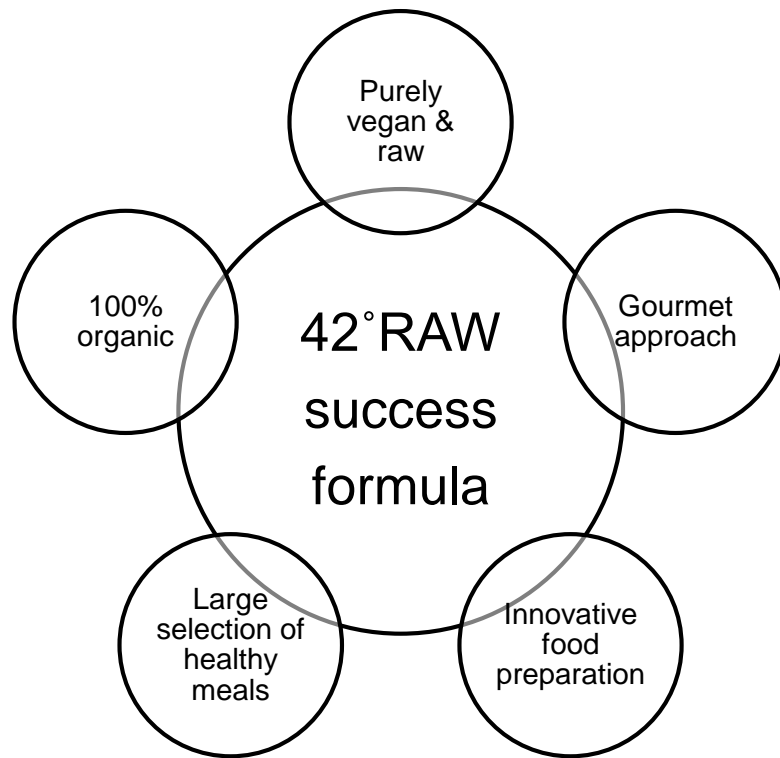 Purely
vegan &
raw
100%
organic
42˚RAW
success
formula
Gourmet
approach
Large
selection of
healthy
meals
Innovative
food
preparation